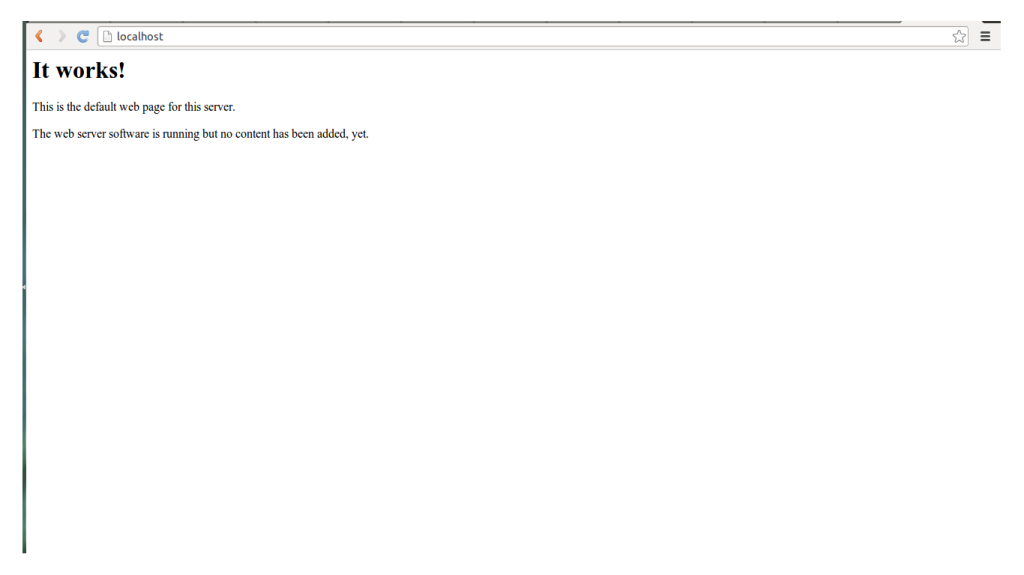 localhost
It works!
This is the default web page for this server.
The web server software is running but no content has been added, yet.